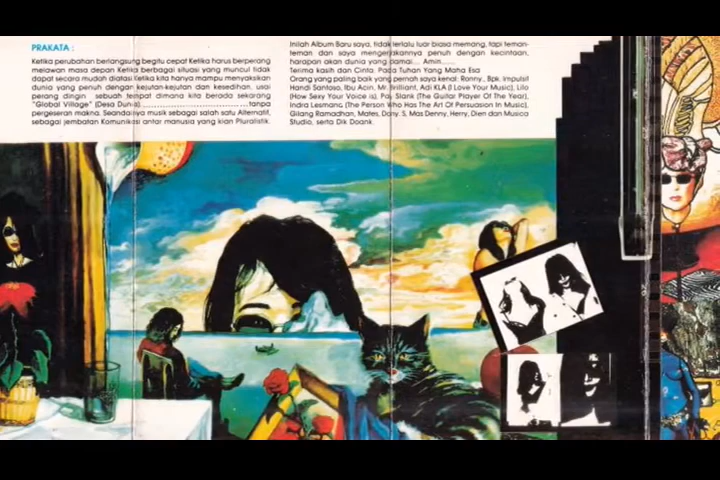 PRAKATA :
Ketika perubahan berlangsung begitu cepat Ketika harus berperang
melawan masa depan Ketika berbagai situasi yang muncul tidak
dapat secara mudah diatasi Ketika kita hanya mampu menyaksikan
dunia yang penuh dengan kejutan-kejutan dan kesedihan, usai
perang dingin sebuah tempat dimana kita berada sekarang
"Global Village" (Desa Dunia)..................................tanpa
pergeseran makna. Seandainya musik sebagai salah satu Alternatif,
sebagai jembatan Komunikasi antar manusia yang kian Pluralistik.
Inilah Album Baru saya, tidak terlalu luar biasa memang, tapi teman-
teman dan saya mengerjakannya penuh dengan kecintaan,
harapan akan dunia yang damai.... Amin......
Terima kasih dan Cinta: Pada Tuhan Yang Maha Esa
Orang yang paling baik yang pernah saya kenal: Ronny., Bpk. Impulsif
Handi Santoso, Ibu Acin, Mr. Brilliant, Adi KLA (I Love Your Music), Lilo
(How Sexy Your Voice is), Pay Slank (The Guitar Player Of The Year),
Indra Lesmana (The Person Who Has The Art Of Persuasion In Music),
Gilang Ramadhan, Mates, Dony. S, Mas Denny, Herry, Dien dan Musica
Studio, serta Dik Doank.